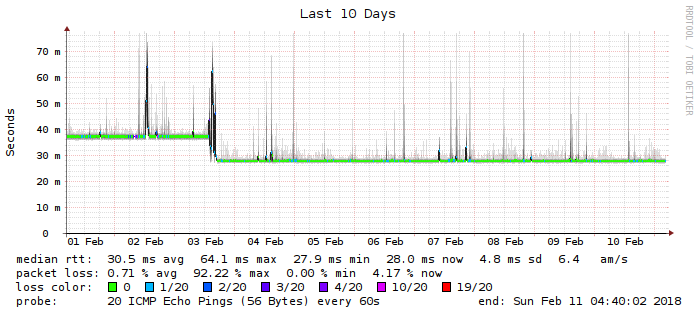 Last 10 Days
RRDTOOL / TOBI OETIKER
Seconds
70 m
60 m
50 m
40 m
30 m
20 m
10 m
0
01 Feb 02 Feb 03 Feb 04 Feb 05 Feb 06 Feb 07 Feb 08 Feb 09 Feb 10 Feb
median rtt: 30.5 ms avg 64.1 ms max 27.9 ms min 28.0 ms now 4.8 ms sd 6.4 am/s
packet loss: 0.71 % avg 92.22 % max 0.00 % min 4.17 % now
loss color: 0 1/20 2/20 3/20 4/20 10/20 19/20
probe: 20 ICMP Echo Pings (56 Bytes) every 60s end: Sun Feb 11 04:40:02 2018